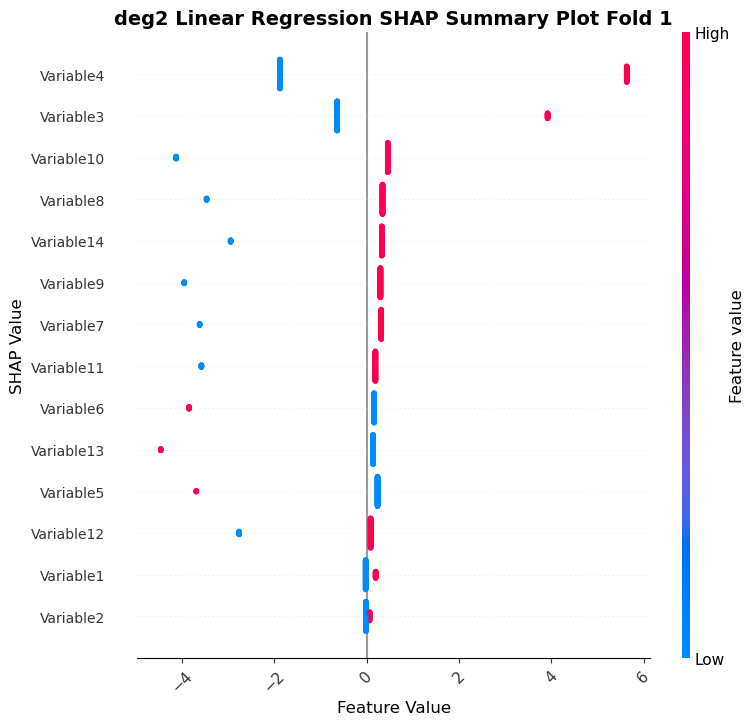 deg2 Linear Regression SHAP Summary Plot Fold 1
High
Variable4
Variable3
Variable10
Variable8
Variable14
Variable9
Variable7
Variable11
Variable6
Variable13
Variable5
Variable12
Variable1
Variable2
SHAP Value
Feature value
Low
−4 −2 0 2 4 6
Feature Value